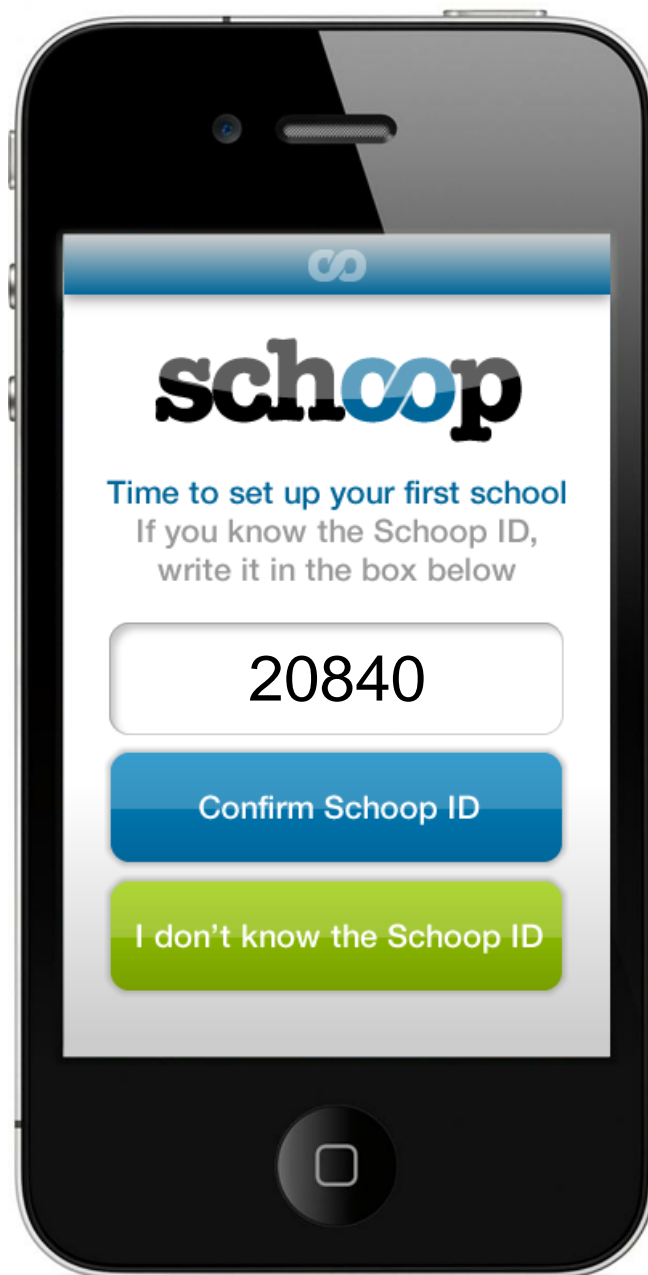 schoop
Time to set up your first school
If you know the Schoop ID,
write it in the box below
20840
Confirm Schoop ID
I don't know the Schoop ID